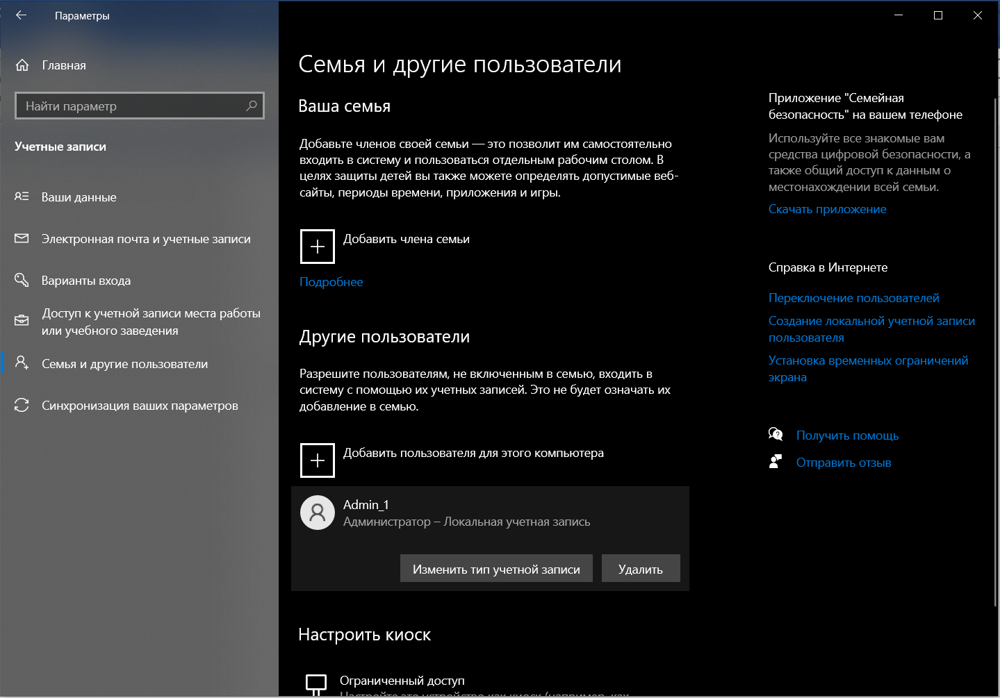 Параметры
Главная
Найти параметр
Учетные записи
Ваши данные
Электронная почта и учетные записи
Варианты входа
Доступ к учетной записи места работы
или учебного заведения
Семья и другие пользователи
Синхронизация ваших параметров
Семья и другие пользователи
Ваша семья
Добавьте членов своей семьи — это позволит им самостоятельно
входить в систему и пользоваться отдельным рабочим столом. В
целях защиты детей вы также можете определять допустимые веб-
сайты, периоды времени, приложения и игры.
Добавить члена семьи
Подробнее
Другие пользователи
Разрешите пользователям, не включенным в семью, входить в
систему с помощью их учетных записей. Это не будет означать их
добавление в семью.
Добавить пользователя для этого компьютера
Admin_1
Администратор – Локальная учетная запись
Изменить тип учетной записи
Удалить
Настроить киоск
Ограниченный доступ
Настройте это устройство как киоск (например, как
Приложение "Семейная
безопасность" на вашем телефоне
Используйте все знакомые вам
средства цифровой безопасности, а
также общий доступ к данным о
местонахождении всей семьи.
Скачать приложение
Справка в Интернете
Переключение пользователей
Создание локальной учетной записи
пользователя
Установка временных ограничений
экрана
Получить помощь
Отправить отзыв